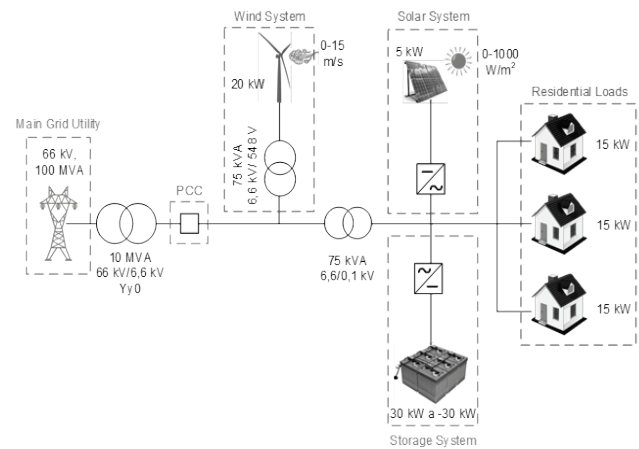 Wind System
0-15
m/s
20 kW
75 kVA
6,6 kV/ 548 V
Solar System
5 kW
0-1000
W/m²
Residential Loads
15 kW
15 kW
15 kW
Main Grid Utility
66 kV,
100 MVA
PCC
10 MVA
66 kV/6,6 kV
Yy0
75 kVA
6,6/0,1 kV
30 kW a -30 kW
Storage System